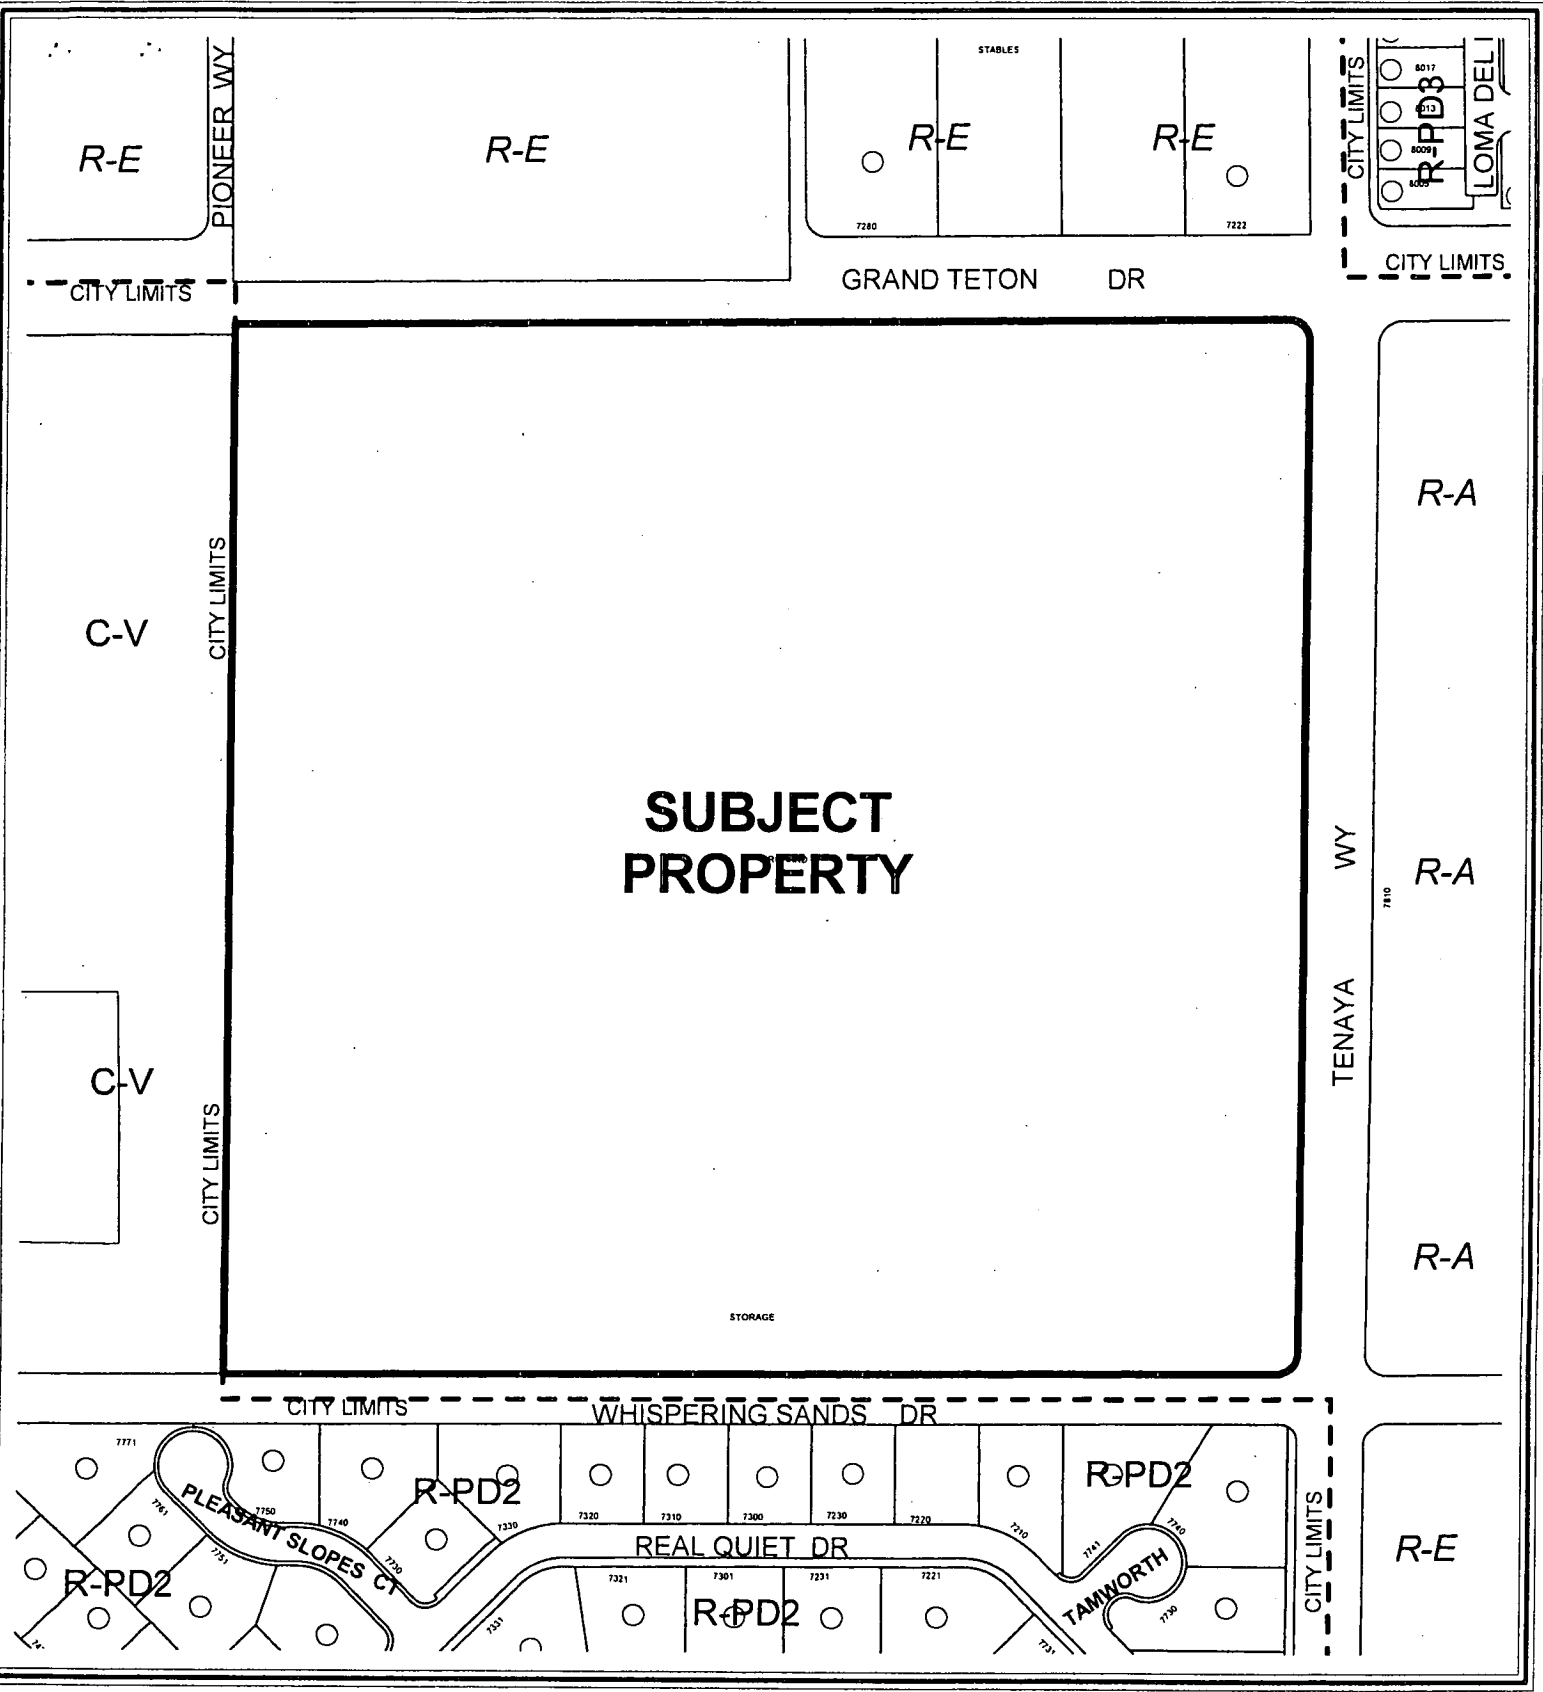 STABLES
PIONEER WY
R-E
R-E
R-E
R-E
7280
7222
CITY LIMITS
8017
8013
8009
8005
R-PD3
LOMA DEL
CITY LIMITS
GRAND TETON DR
CITY LIMITS
CITY LIMITS
C-V
R-A
SUBJECT
PROPERTY
TENAYA WY
R-A
7810
C-V
CITY LIMITS
R-A
STORAGE
CITY LIMITS
WHISPERING SANDS DR
7771
7761
7751
7750
7740
7730
PLEASANT SLOPES CT
R-PD2
R-PD2
7339
7320
7310
7300
7230
7220
7210
REAL QUIET DR
7331
7321
7301
7231
7221
R-PD2
R-PD2
7741
7740
TAMWORTH
7730
7731
CITY LIMITS
R-E